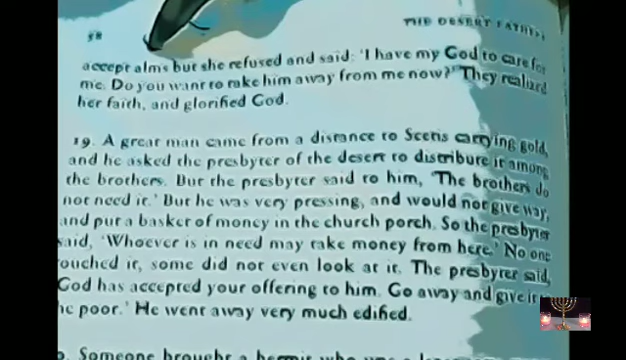 58
THE DESERT FATHERS
accept alms but she refused and said: 'I have my God to care for
me. Do you want to take him away from me now?' They realized
her faith, and glorified God.
19. A great man came from a distance to Scetis carrying gold,
and he asked the presbyter of the desert to distribute it among
the brothers. But the presbyter said to him, 'The brothers do
not need it.' But he was very pressing, and would not give way,
and put a basket of money in the church porch. So the presbyter
said, 'Whoever is in need may take money from here.' No one
touched it, some did not even look at it. The presbyter said,
God has accepted your offering to him. Go away and give it
he poor.' He went away very much edified.
Someone brought a hermit who was a